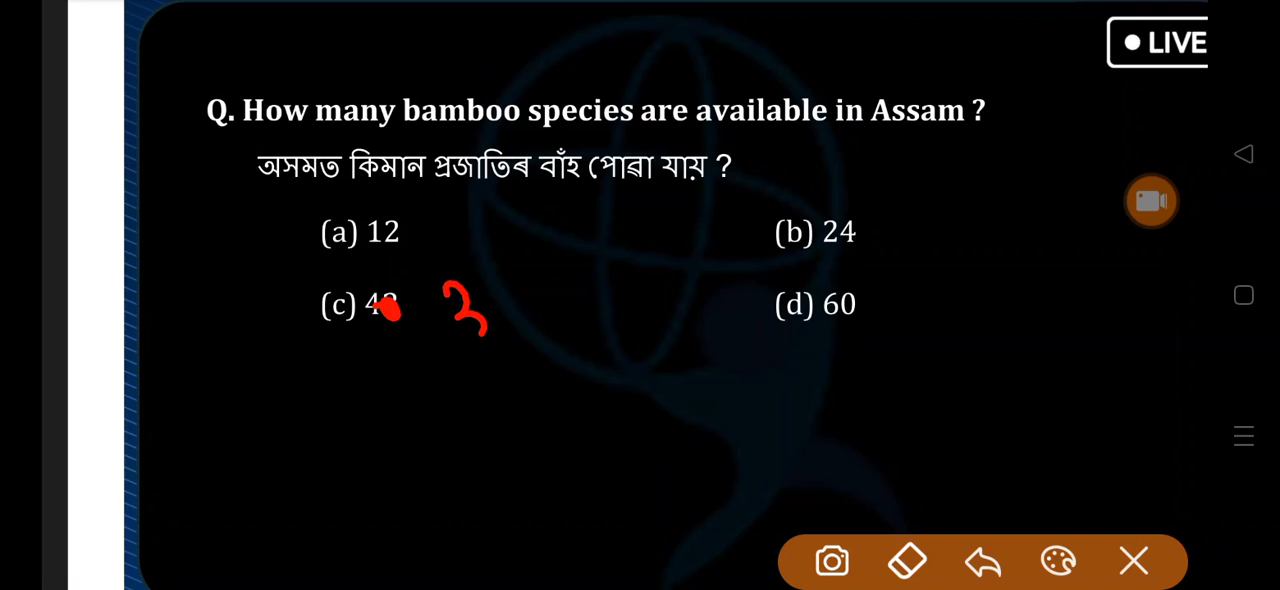 LIVE
Q. How many bamboo species are available in Assam ?
অসমত কিমান প্ৰজাতিৰ বাঁহ পোৱা যায় ?
(a) 12
(b) 24
(c)
(d) 60